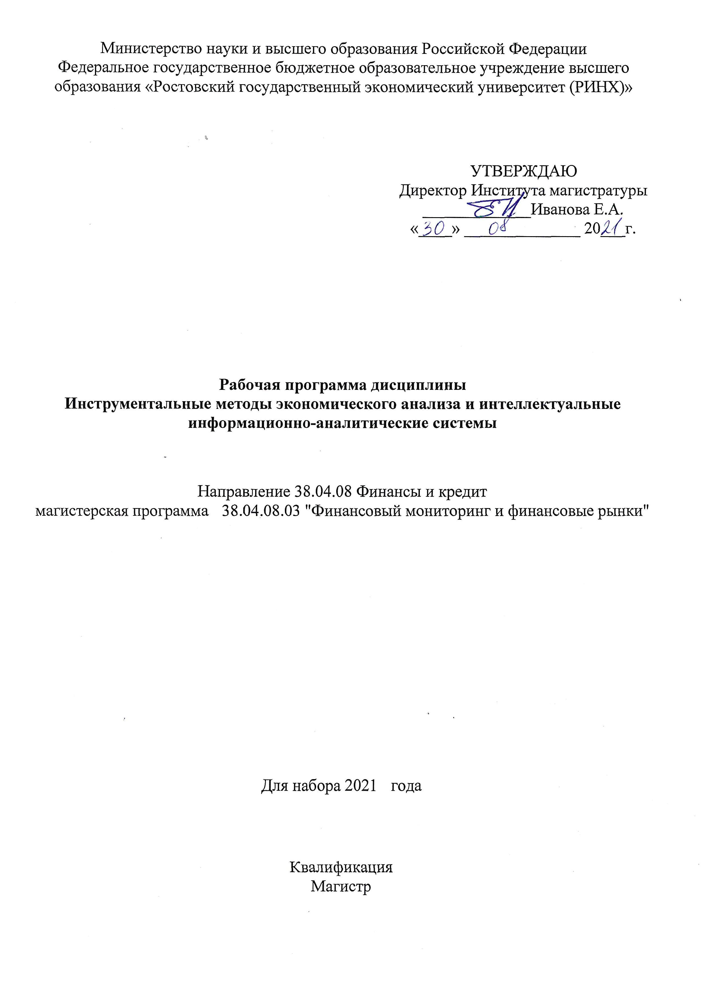 Министерство науки и высшего образования Российской Федерации
Федеральное государственное бюджетное образовательное учреждение высшего
образования «Ростовский государственный экономический университет (РИНХ)»
УТВЕРЖДАЮ
Директор Института магистратуры
Иванова Е.А.
«30» 08 2021 г.
Рабочая программа дисциплины
Инструментальные методы экономического анализа и интеллектуальные
информационно-аналитические системы
Направление 38.04.08 Финансы и кредит
магистерская программа 38.04.08.03 "Финансовый мониторинг и финансовые рынки"
Для набора 2021 года
Квалификация
Магистр